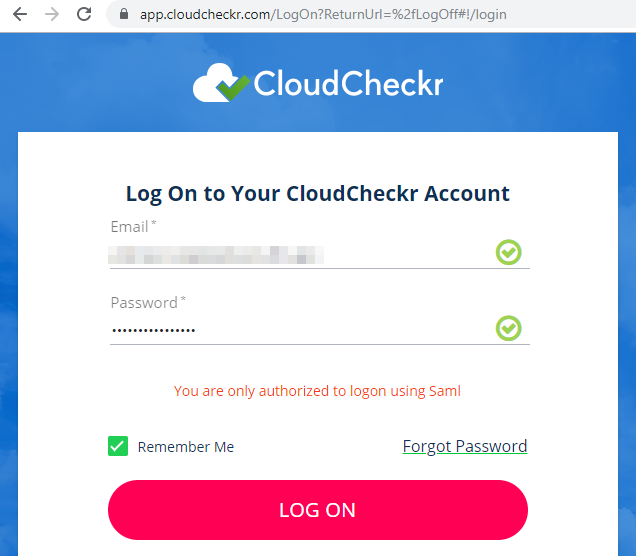 app.cloudcheckr.com/LogOn?ReturnUrl=%2fLogOff#!/login
CloudCheckr
Log On to Your CloudCheckr Account
Email *
Password *
••••••••••••••••
You are only authorized to logon using Saml
Remember Me
Forgot Password
LOG ON